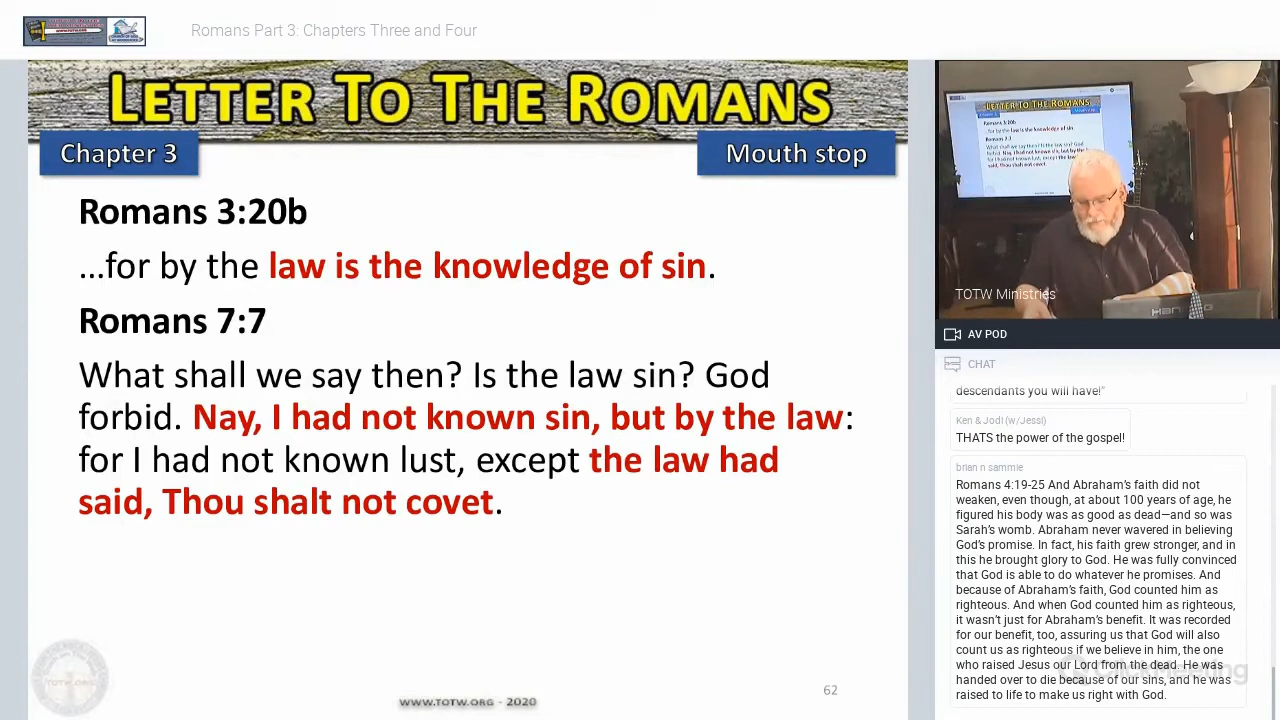 Romans Part 3: Chapters Three and Four
LETTER TO THE ROMANS
Chapter 3
Mouth stop
Romans 3:20b
…for by the law is the knowledge of sin.
Romans 7:7
What shall we say then? Is the law sin? God
forbid. Nay, I had not known sin, but by the law:
for I had not known lust, except the law had
said, Thou shalt not covet.
WWW.TOTW.ORG - 2020
62
LETTER TO THE ROMANS
Romans 3:20b
Romans 7:7
TOTW Ministries
AV POD
CHAT
descendants you will have!"
Ken & Jodi (w/Jessi)
THATS the power of the gospel!
brian n sammie
Romans 4:19-25 And Abraham's faith did not
weaken, even though, at about 100 years of age, he
figured his body was as good as dead—and so was
Sarah's womb. Abraham never wavered in believing
God's promise. In fact, his faith grew stronger, and in
this he brought glory to God. He was fully convinced
that God is able to do whatever he promises. And
because of Abraham's faith, God counted him as
righteous. And when God counted him as righteous,
it wasn't just for Abraham's benefit. It was recorded
for our benefit, too, assuring us that God will also
count us as righteous if we believe in him, the one
who raised Jesus our Lord from the dead. He was
handed over to die because of our sins, and he was
raised to life to make us right with God.